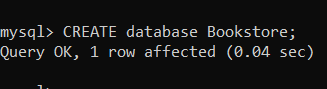 mysql> CREATE database Bookstore;
Query OK, 1 row affected (0.04 sec)